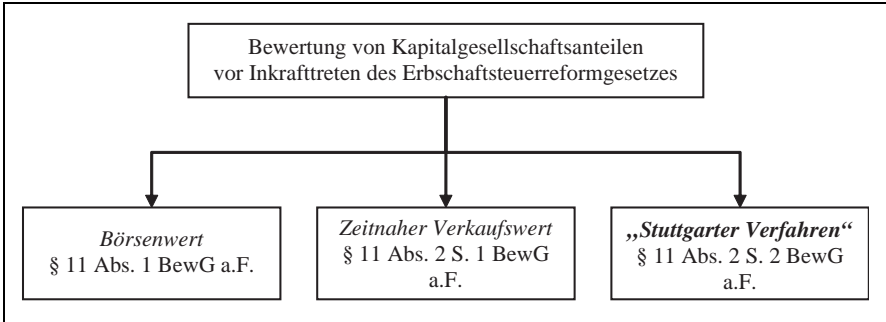 Bewertung von Kapitalgesellschaftsanteilen
vor Inkrafttreten des Erbschaftsteuerreformgesetzes
Börsenwert
§ 11 Abs. 1 BewG a.F.
Zeitnaher Verkaufswert
§ 11 Abs. 2 S. 1 BewG
a.F.
„Stuttgarter Verfahren“
§ 11 Abs. 2 S. 2 BewG
a.F.